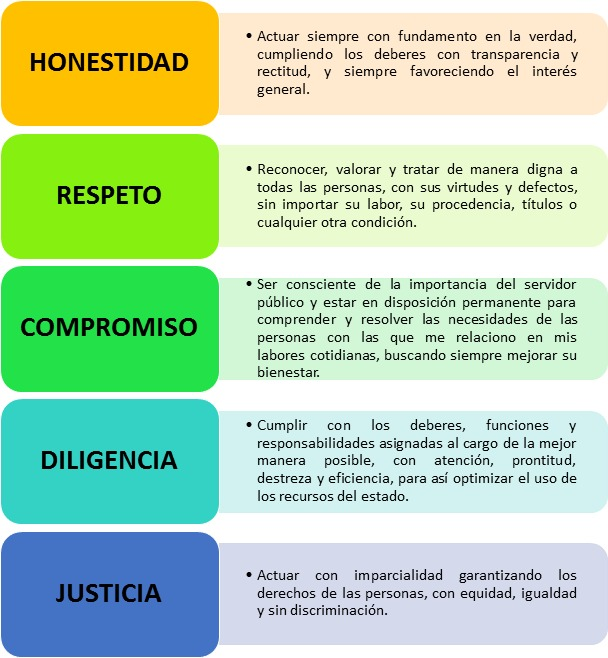 HONESTIDAD
• Actuar siempre con fundamento en la verdad,
cumpliendo los deberes con transparencia y
rectitud, y siempre favoreciendo el interés
general.
RESPETO
• Reconocer, valorar y tratar de manera digna a
todas las personas, con sus virtudes y defectos,
sin importar su labor, su procedencia, títulos o
cualquier otra condición.
COMPROMISO
• Ser consciente de la importancia del servidor
público y estar en disposición permanente para
comprender y resolver las necesidades de las
personas con las que me relaciono en mis
labores cotidianas, buscando siempre mejorar su
bienestar.
DILIGENCIA
• Cumplir con los deberes, funciones y
responsabilidades asignadas al cargo de la mejor
manera posible, con atención, prontitud,
destreza y eficiencia, para así optimizar el uso de
los recursos del estado.
JUSTICIA
• Actuar con imparcialidad garantizando los
derechos de las personas, con equidad, igualdad
y sin discriminación.